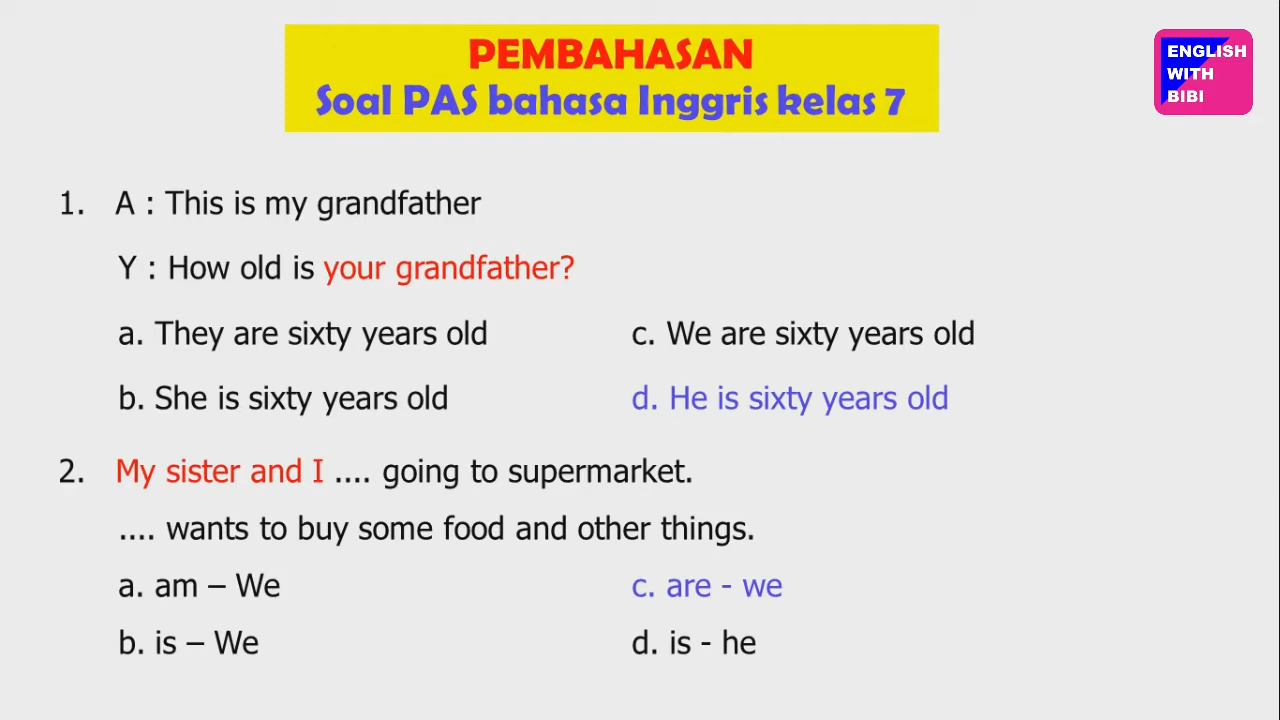 PEMBAHASAN
Soal PAS bahasa Inggris kelas 7
ENGLISH
WITH
BIBI
1. A : This is my grandfather
Y : How old is your grandfather?
a. They are sixty years old c. We are sixty years old
b. She is sixty years old d. He is sixty years old
2. My sister and I .... going to supermarket.
.... wants to buy some food and other things.
a. am – We c. are - we
b. is – We d. is - he